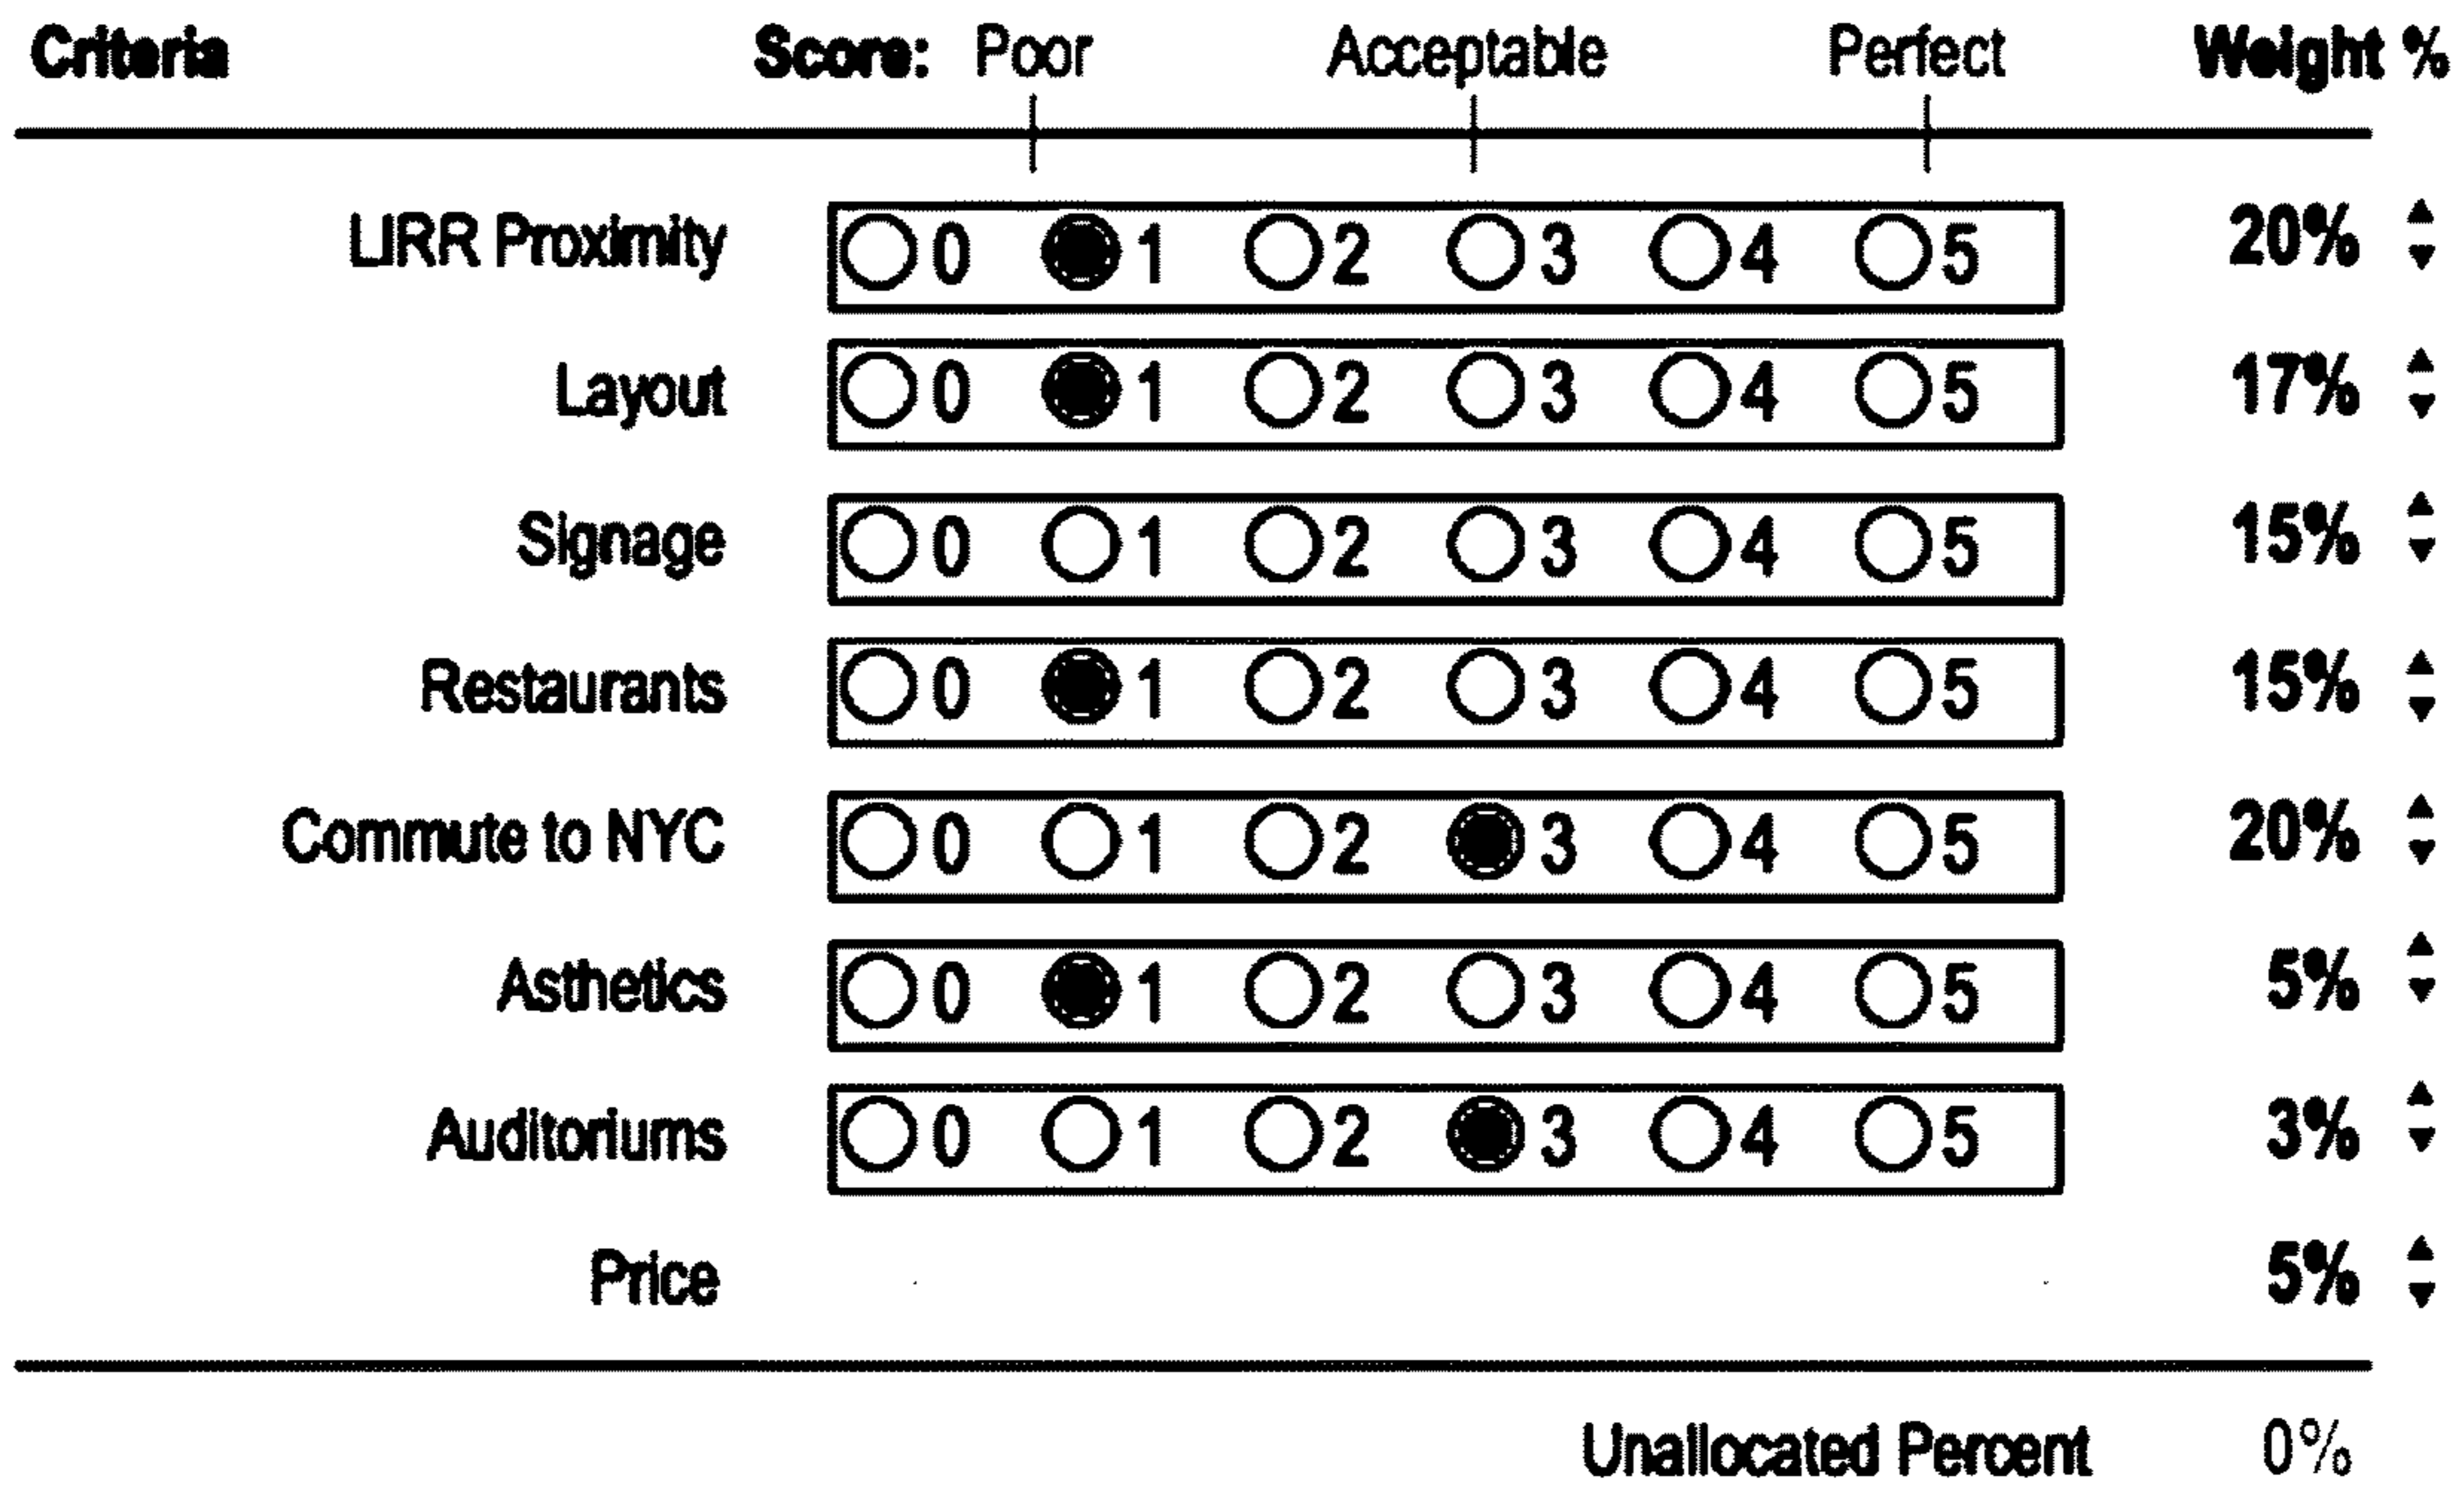 Criteria Score: Poor Acceptable Perfect Weight %
LIRR Proximity 0 1 2 3 4 5 20%
Layout 0 1 2 3 4 5 17%
Signage 0 1 2 3 4 5 15%
Restaurants 0 1 2 3 4 5 15%
Commute to NYC 0 1 2 3 4 5 20%
Asthetics 0 1 2 3 4 5 5%
Auditoriums 0 1 2 3 4 5 3%
Price 5%
Unallocated Percent 0%